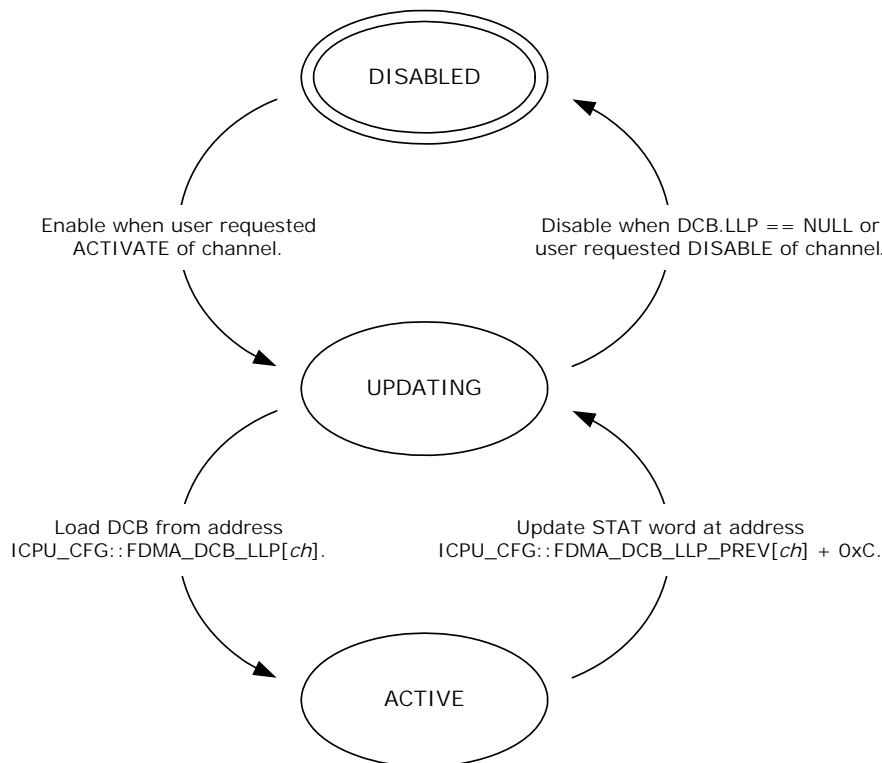 DISABLED
Enable when user requested
ACTIVATE of channel.
Disable when DCB.LLP == NULL or
user requested DISABLE of channel.
UPDATING
Load DCB from address
ICPU_CFG::FDMA_DCB_LLP[ch].
Update STAT word at address
ICPU_CFG::FDMA_DCB_LLP_PREV[ch] + 0xC.
ACTIVE